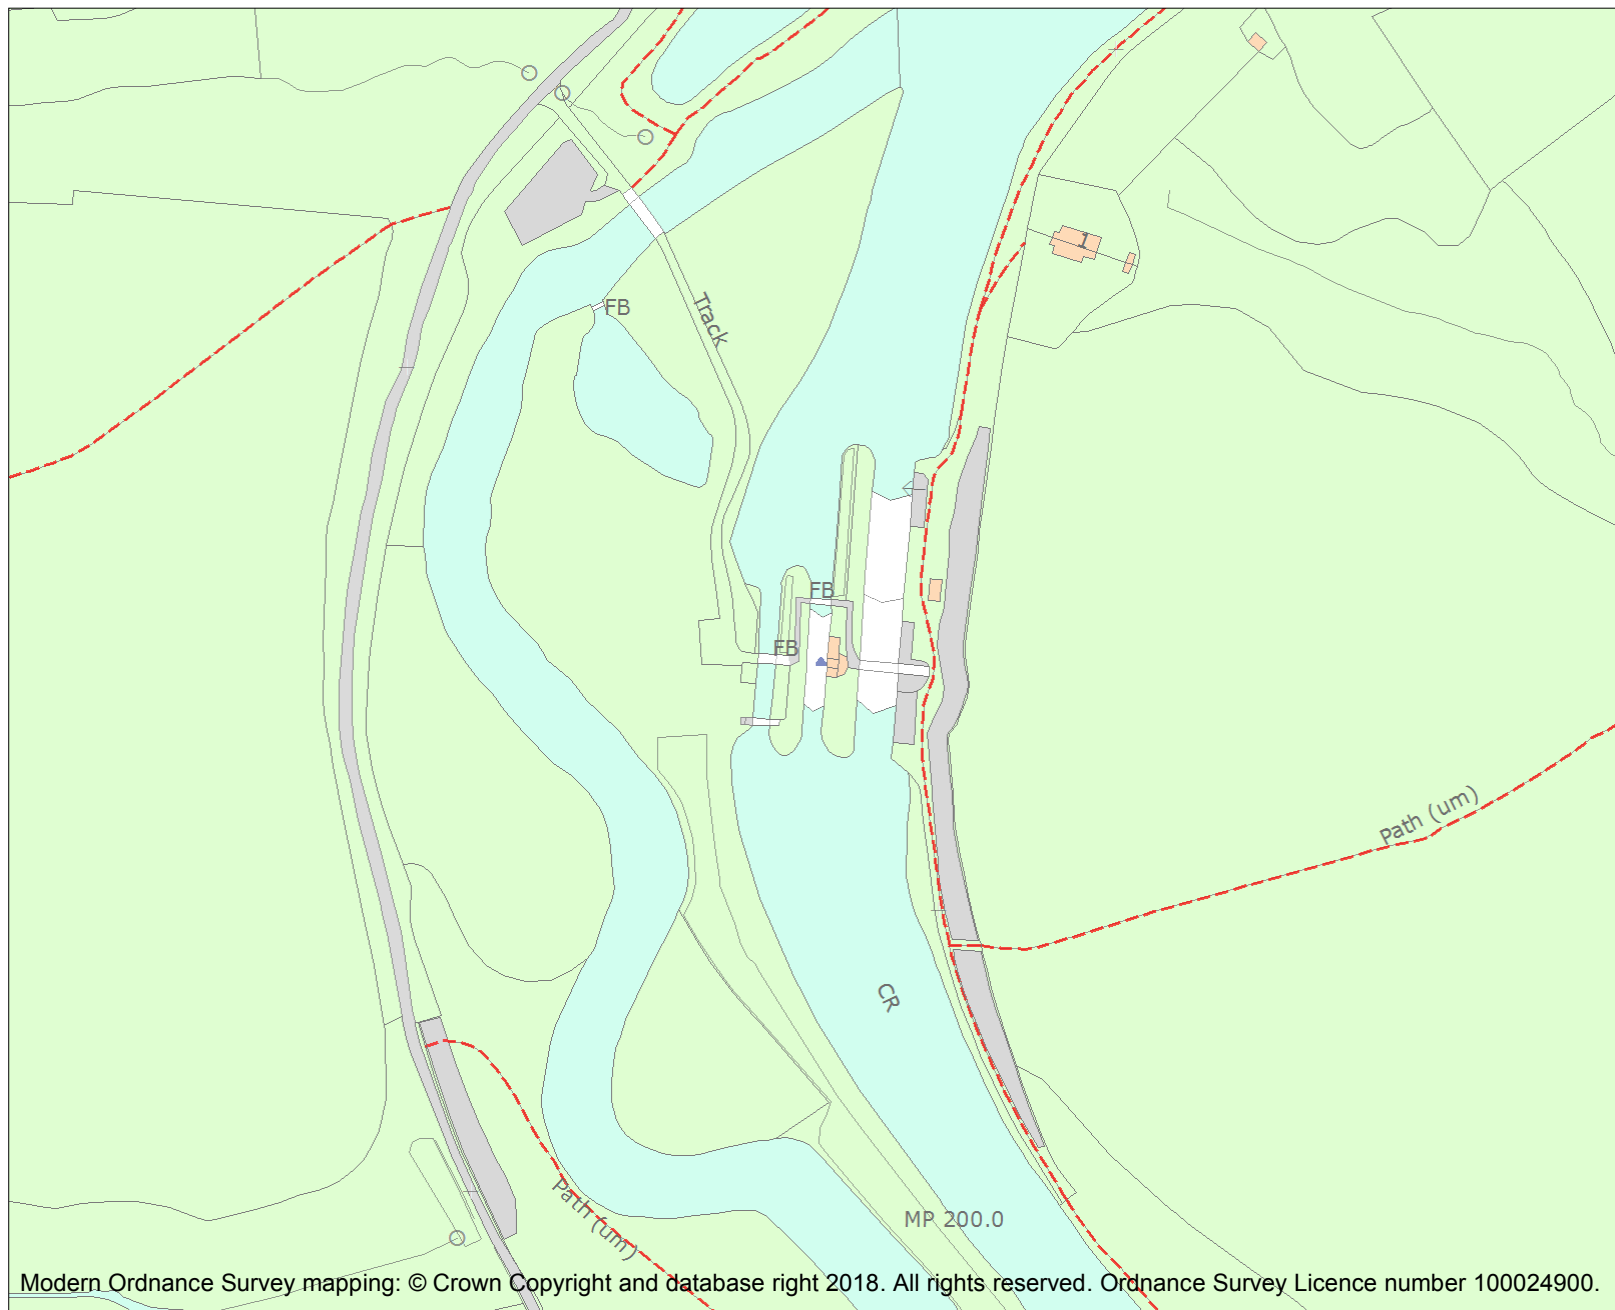 1
FB
Track
FB
FB
Path (um)
CR
Path (um)
MP 200.0
Modern Ordnance Survey mapping: © Crown Copyright and database right 2018. All rights reserved. Ordnance Survey Licence number 100024900.